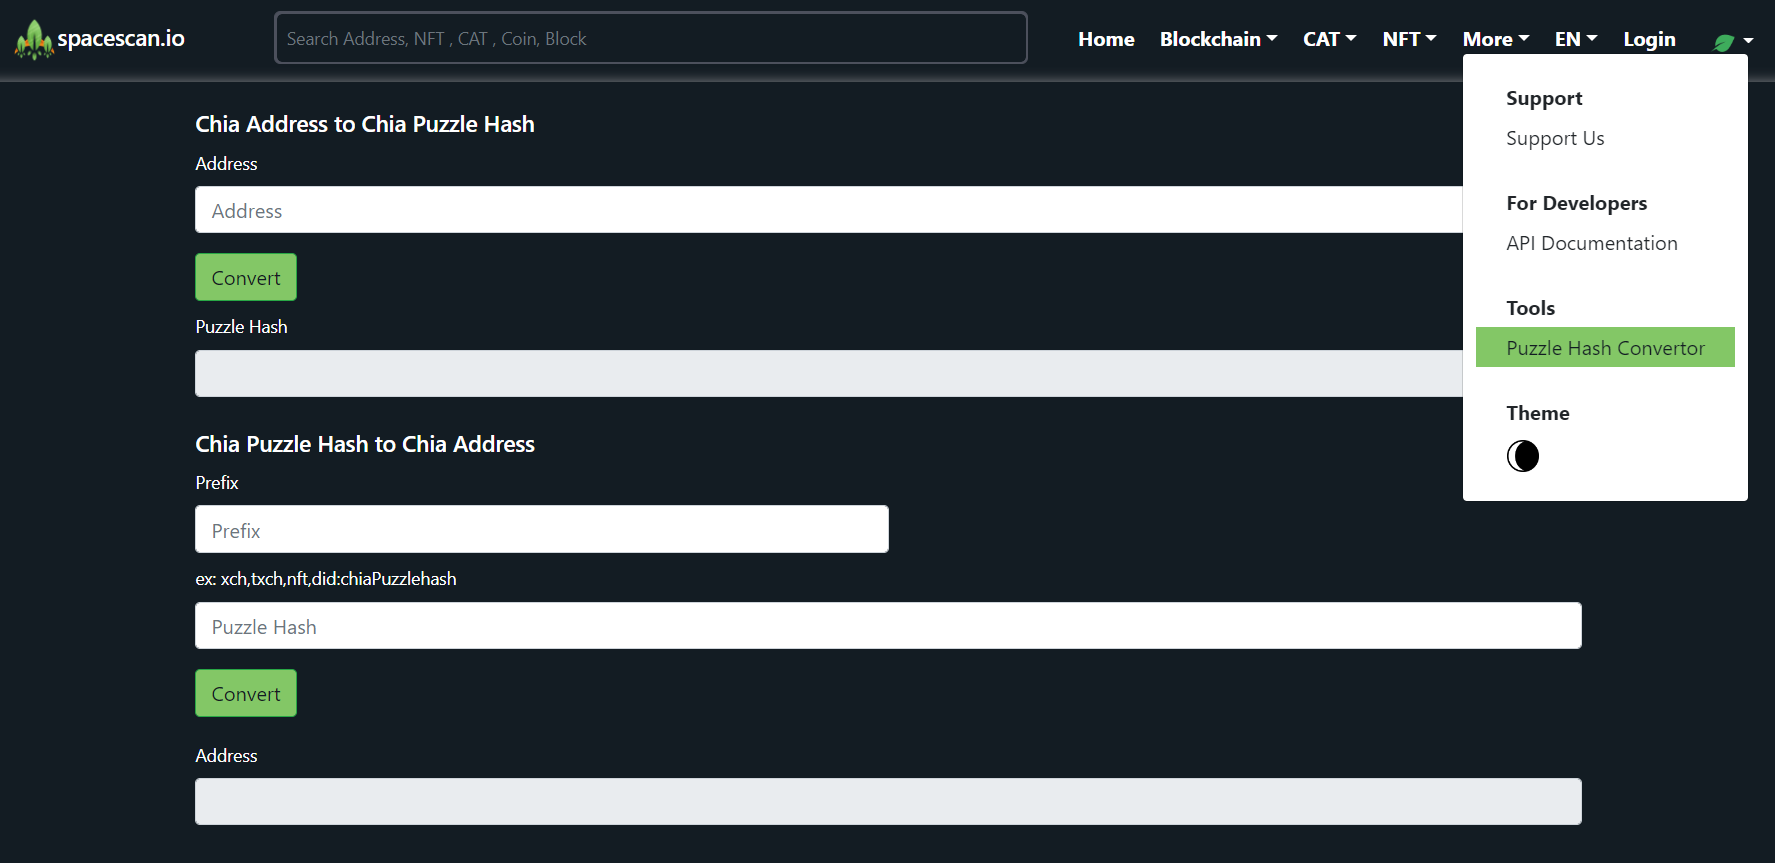 spacescan.io
Search Address, NFT , CAT , Coin, Block
Home Blockchain CAT NFT More EN Login
Support
Support Us
For Developers
API Documentation
Tools
Puzzle Hash Convertor
Theme
Chia Address to Chia Puzzle Hash
Address
Address
Convert
Puzzle Hash
Chia Puzzle Hash to Chia Address
Prefix
Prefix
ex: xch,txch,nft,did:chiaPuzzlehash
Puzzle Hash
Convert
Address